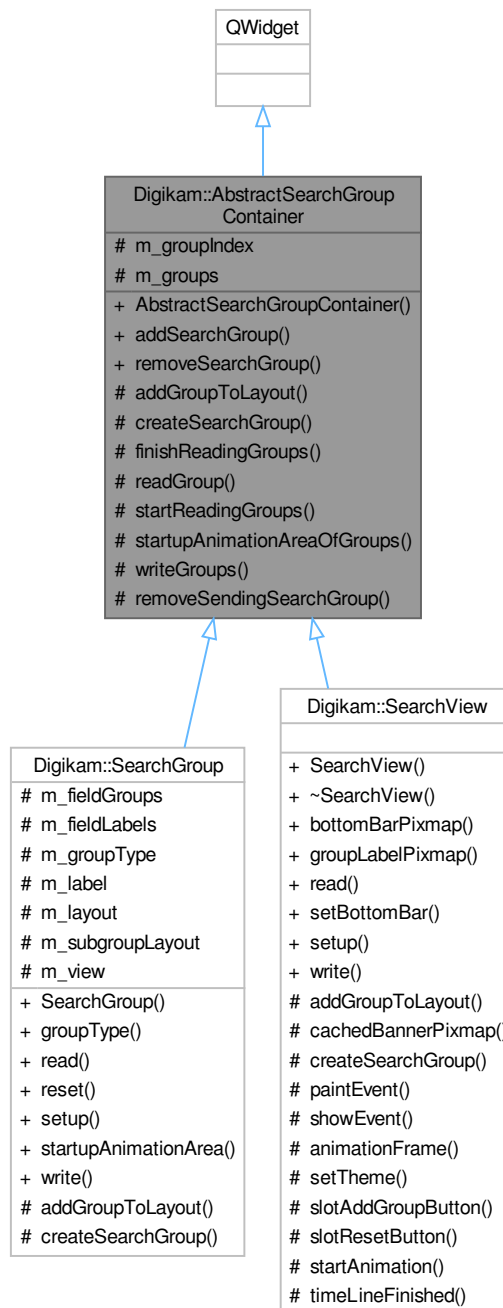 QWidget
Digikam::AbstractSearchGroup
Container
# m_groupIndex
# m_groups
+ AbstractSearchGroupContainer()
+ addSearchGroup()
+ removeSearchGroup()
# addGroupToLayout()
# createSearchGroup()
# finishReadingGroups()
# readGroup()
# startReadingGroups()
# startupAnimationAreaOfGroups()
# writeGroups()
# removeSendingSearchGroup()
Digikam::SearchGroup
# m_fieldGroups
# m_fieldLabels
# m_groupType
# m_label
# m_layout
# m_subgroupLayout
# m_view
+ SearchGroup()
+ groupType()
+ read()
+ reset()
+ setup()
+ startupAnimationArea()
+ write()
# addGroupToLayout()
# createSearchGroup()
Digikam::SearchView
+ SearchView()
+ ~SearchView()
+ bottomBarPixmap()
+ groupLabelPixmap()
+ read()
+ setBottomBar()
+ setup()
+ write()
# addGroupToLayout()
# cachedBannerPixmap()
# createSearchGroup()
# paintEvent()
# showEvent()
# animationFrame()
# setTheme()
# slotAddGroupButton()
# slotResetButton()
# startAnimation()
# timeLineFinished()